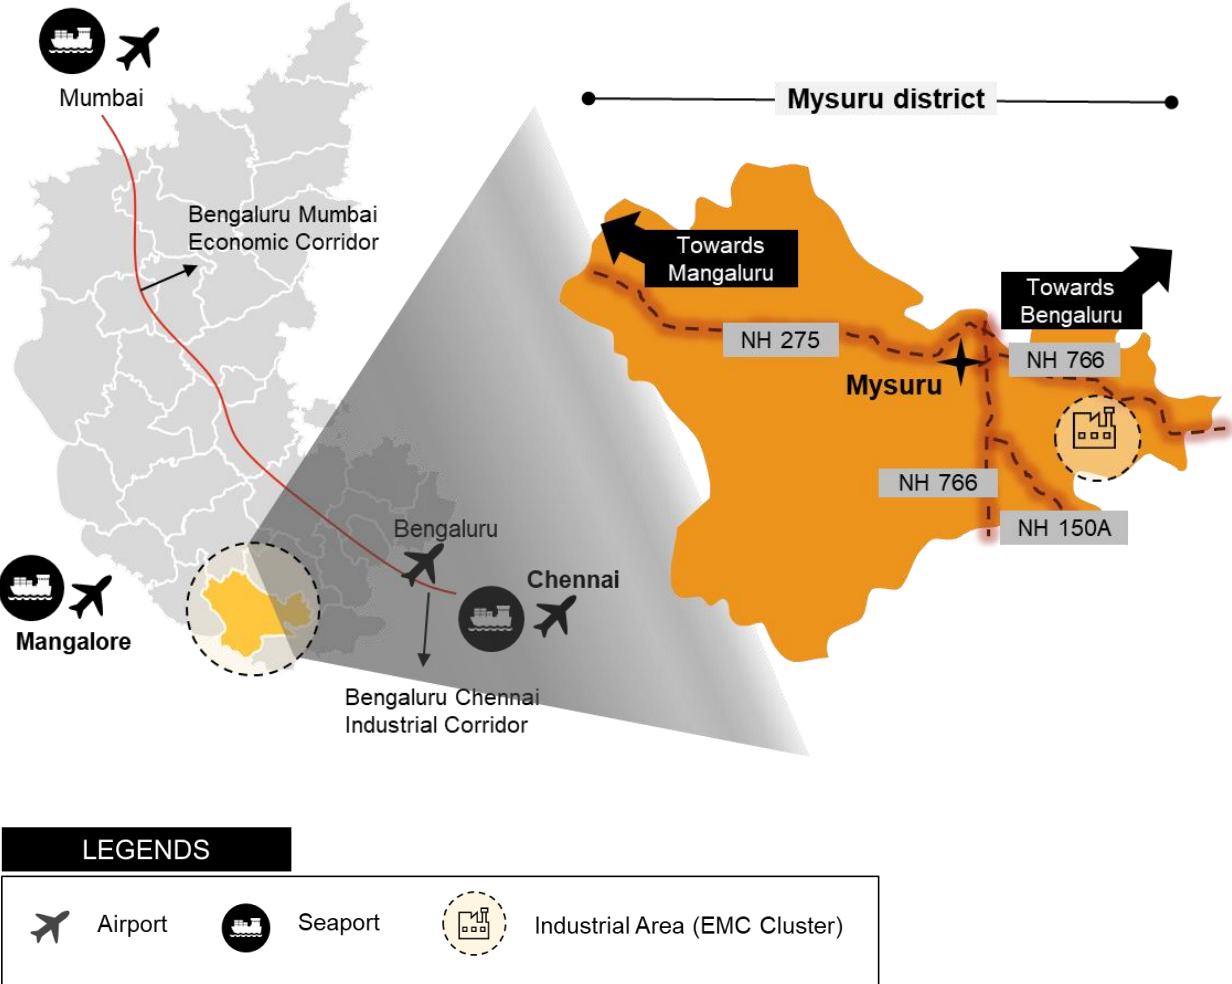 Mumbai
Bengaluru Mumbai
Economic Corridor
Bengaluru
Chennai
Mangalore
Bengaluru Chennai
Industrial Corridor
Mysuru district
Towards
Mangaluru
Towards
Bengaluru
NH 275
NH 766
Mysuru
NH 766
NH 150A
LEGENDS
Airport
Seaport
Industrial Area (EMC Cluster)